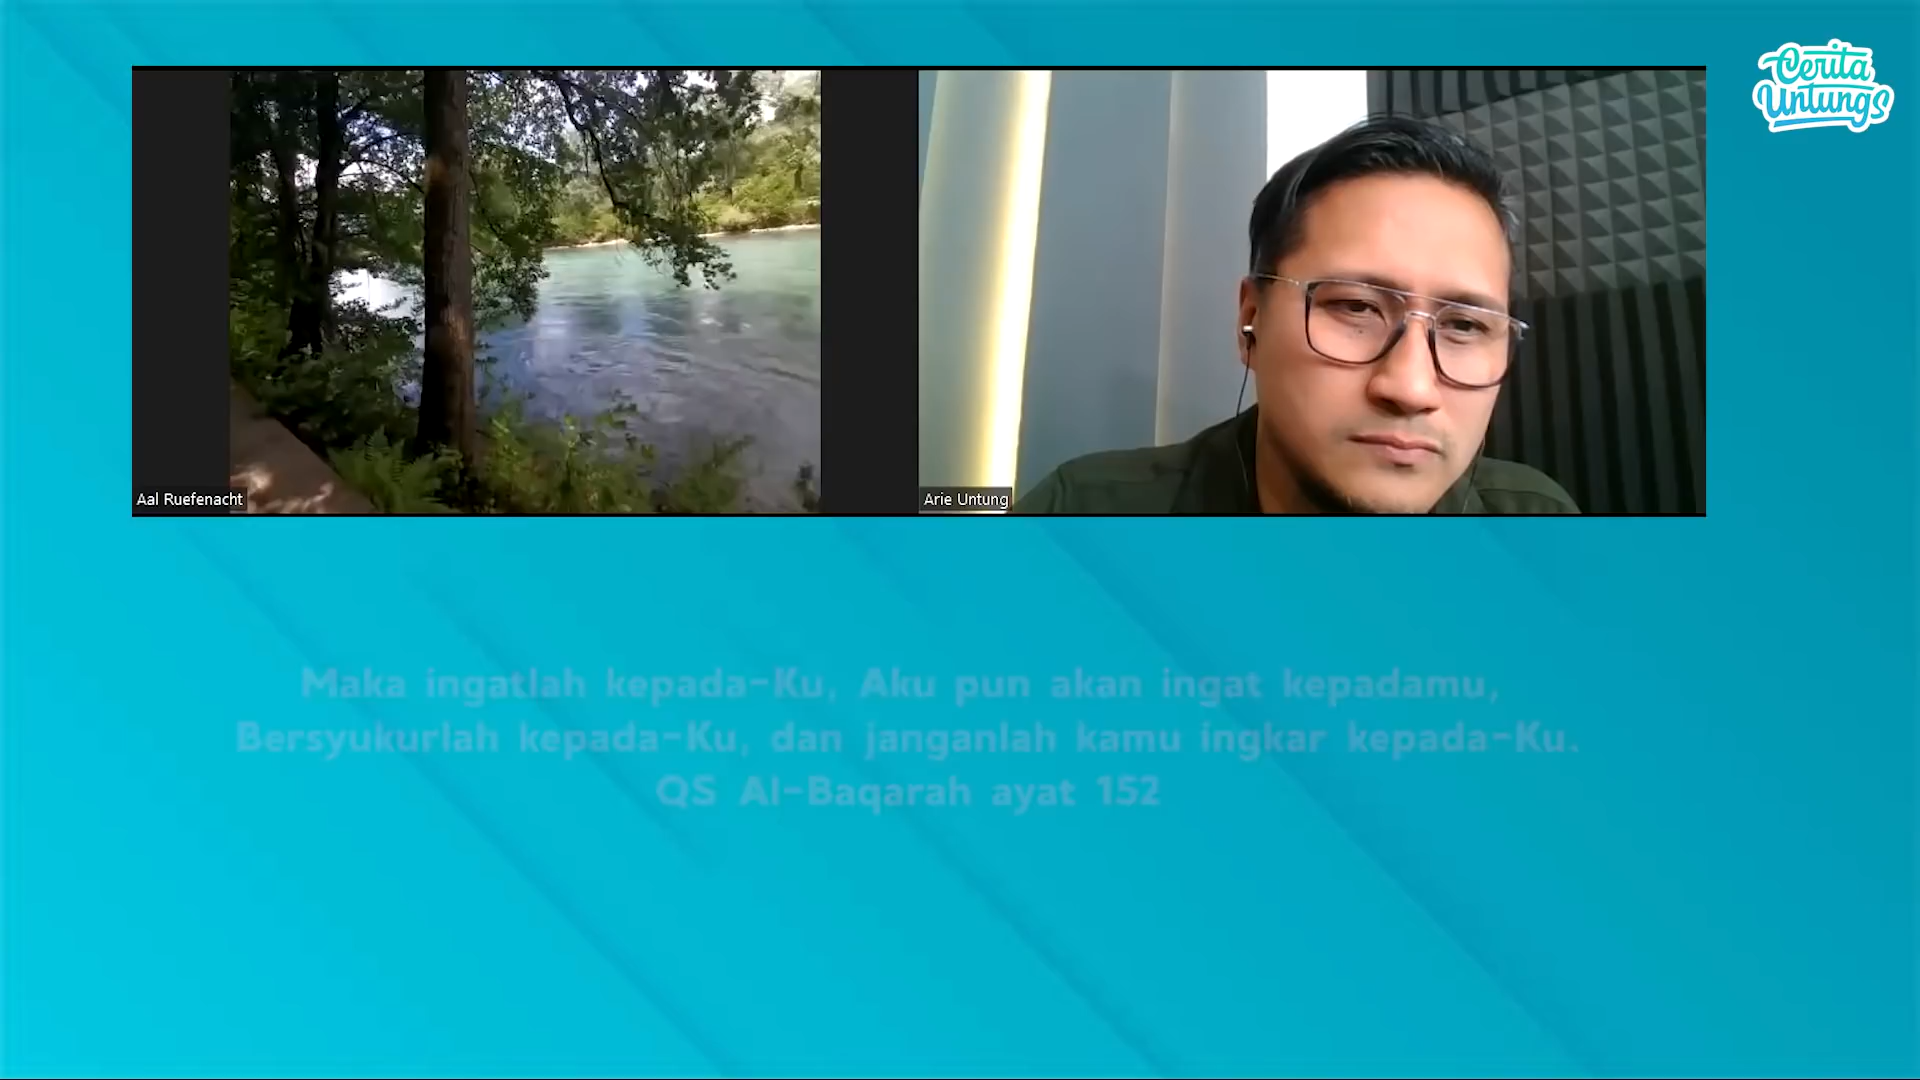 Cerita
Untungs
Aal Ruefenacht
Arie Untung
Maka ingatlah kepada-Ku, Aku pun akan ingat kepadamu,
Bersyukurlah kepada-Ku, dan janganlah kamu ingkar kepada-Ku.
QS Al-Baqarah ayat 152